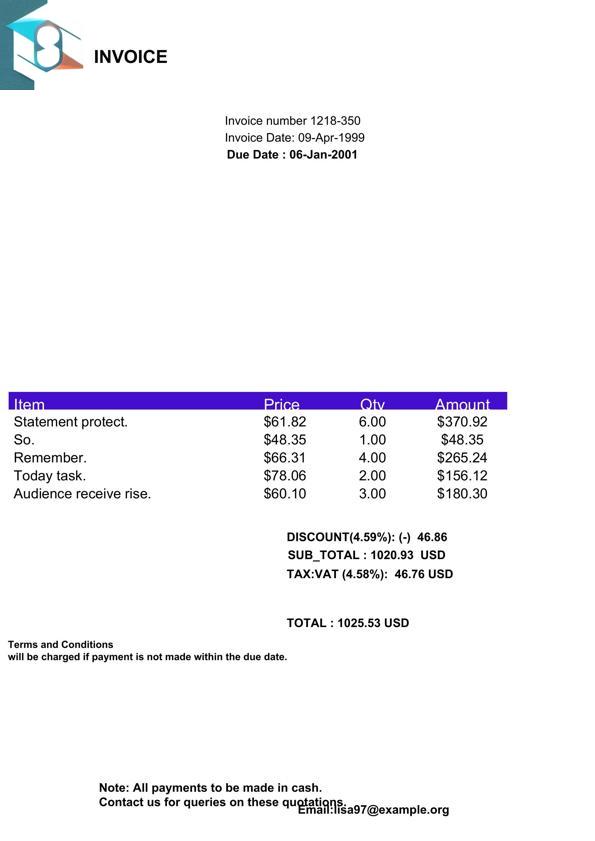 INVOICE
Invoice number 1218-350
Invoice Date: 09-Apr-1999
Due Date : 06-Jan-2001
Item Price Qty Amount
Statement protect. $61.82 6.00 $370.92
So. $48.35 1.00 $48.35
Remember. $66.31 4.00 $265.24
Today task. $78.06 2.00 $156.12
Audience receive rise. $60.10 3.00 $180.30
DISCOUNT(4.59%): (-) 46.86
SUB_TOTAL : 1020.93 USD
TAX:VAT (4.58%): 46.76 USD
TOTAL : 1025.53 USD
Terms and Conditions
will be charged if payment is not made within the due date.
Note: All payments to be made in cash.
Contact us for queries on these quotations.
Email:lisa97@example.org